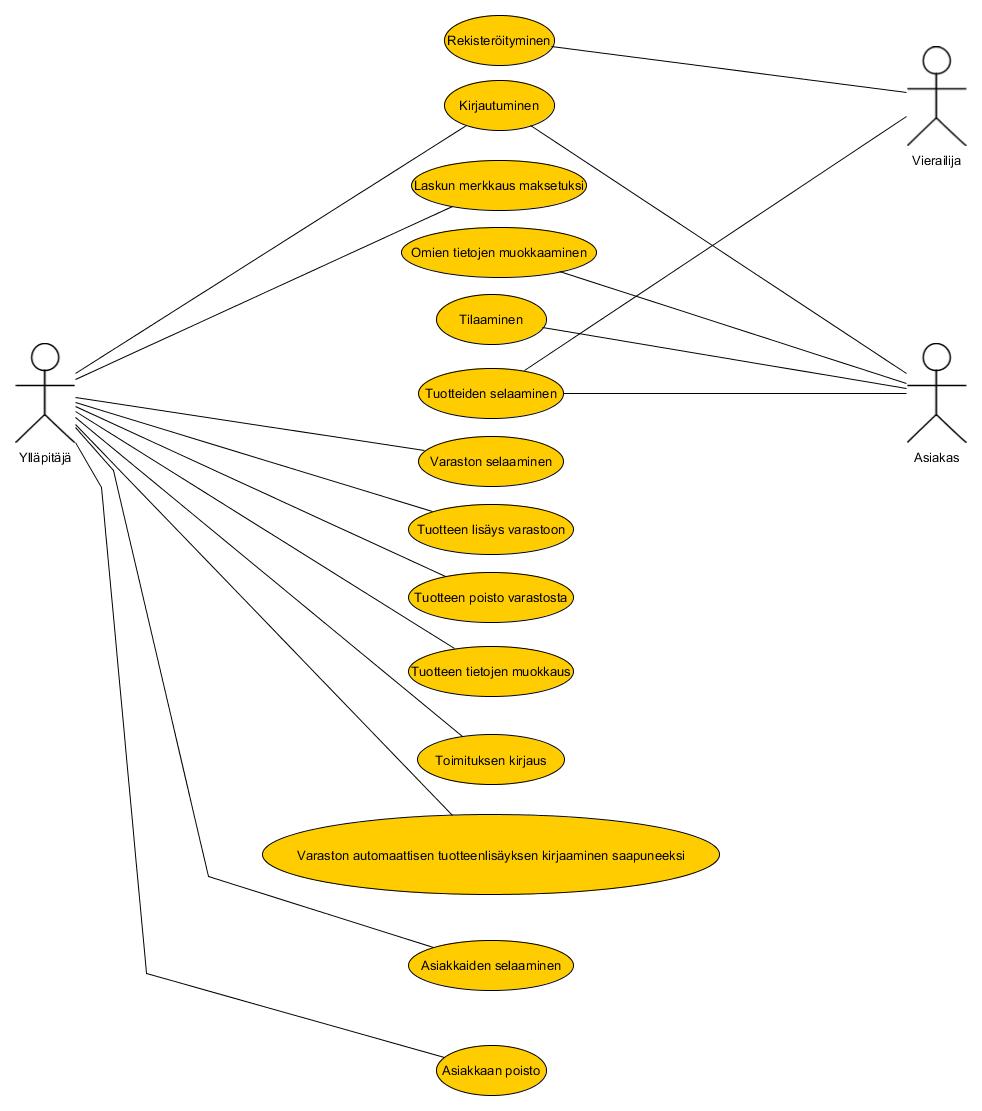 Rekisteröityminen
Kirjautuminen
Vierailija
Laskun merkkaus maksetuksi
Omien tietojen muokkaaminen
Tilaaminen
Tuotteiden selaaminen
Ylläpitäjä
Asiakas
Varaston selaaminen
Tuotteen lisäys varastoon
Tuotteen poisto varastosta
Tuotteen tietojen muokkaus
Toimituksen kirjaus
Varaston automaattisen tuotteenlisäyksen kirjaaminen saapuneeksi
Asiakkaiden selaaminen
Asiakkaan poisto